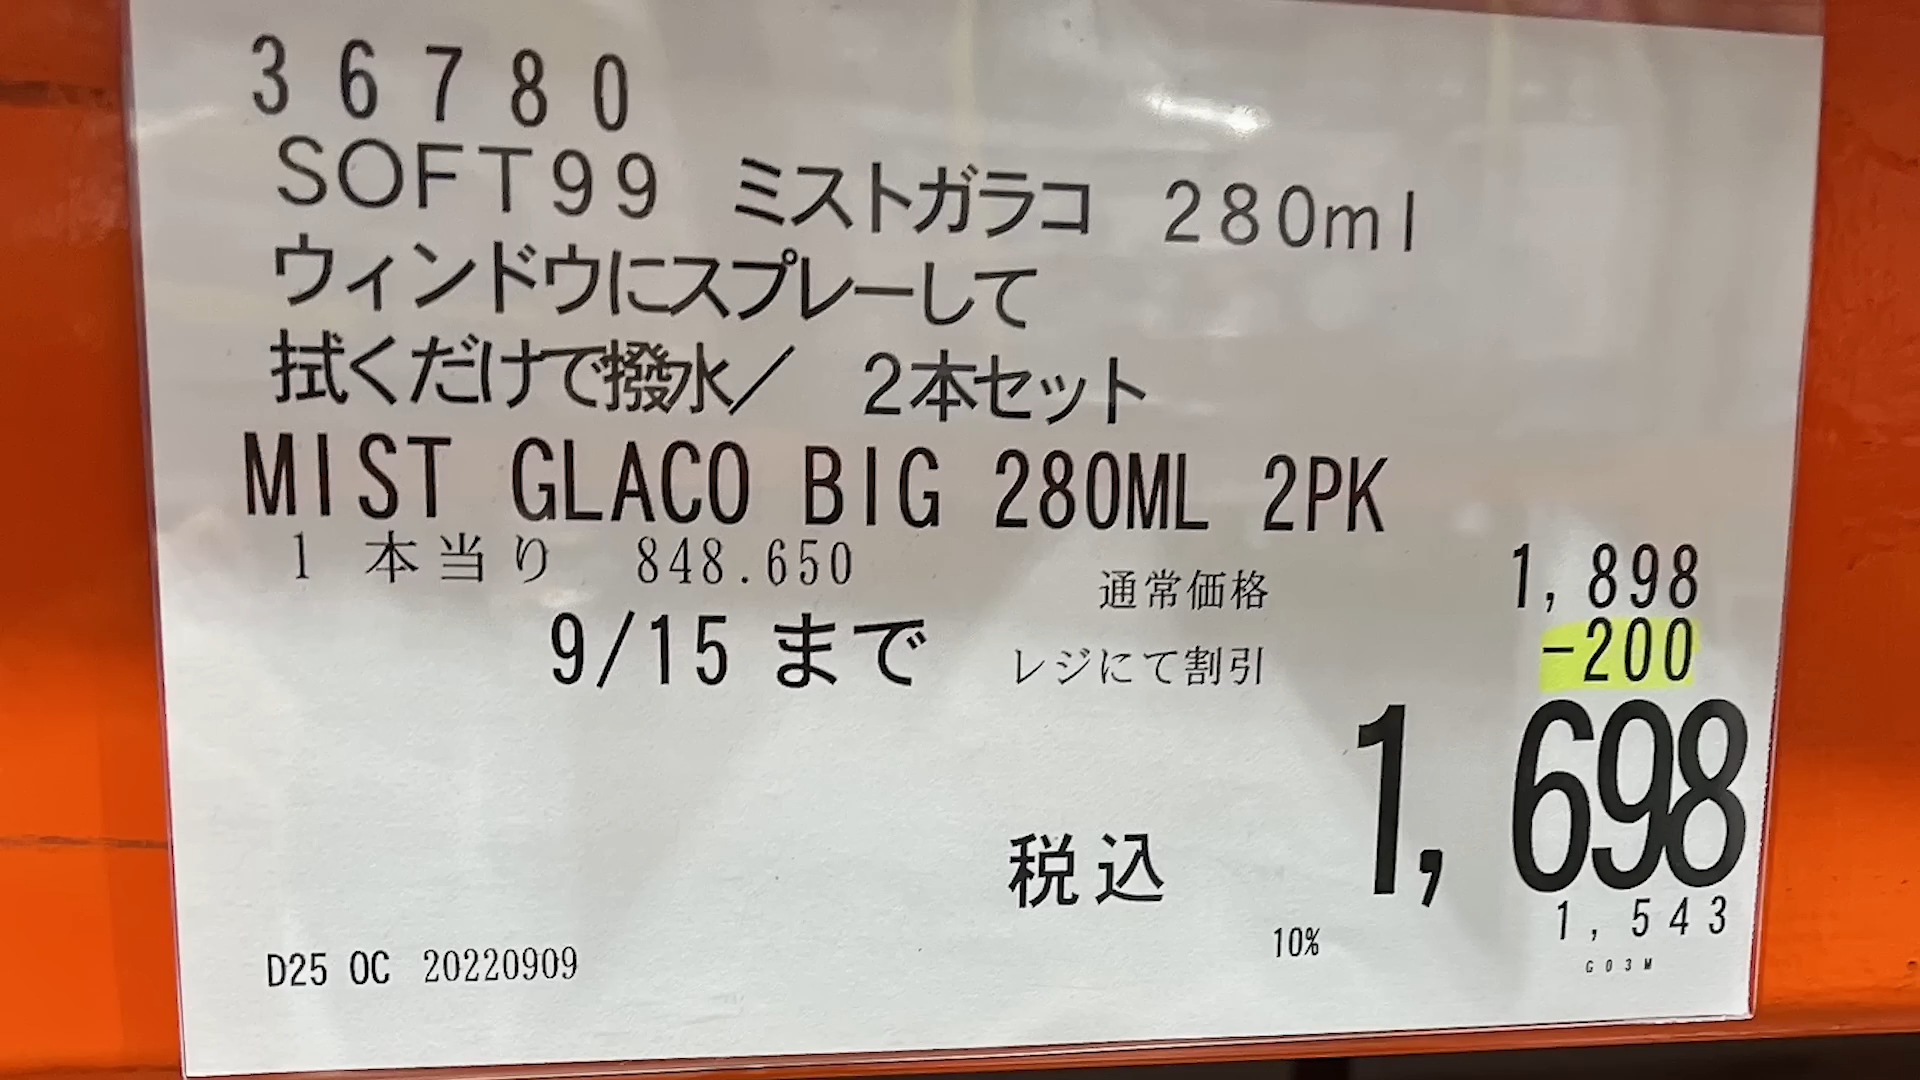 36780
SOFT99 ミストガラコ 280ml
ウィンドウにスプレーして
拭くだけで撥水／ 2本セット
MIST GLACO BIG 280ML 2PK
1 本当り 848.650
通常価格 1,898
9/15 まで レジにて割引 -200
税込 1,698
10% 1,543
G03M
D25 OC 20220909